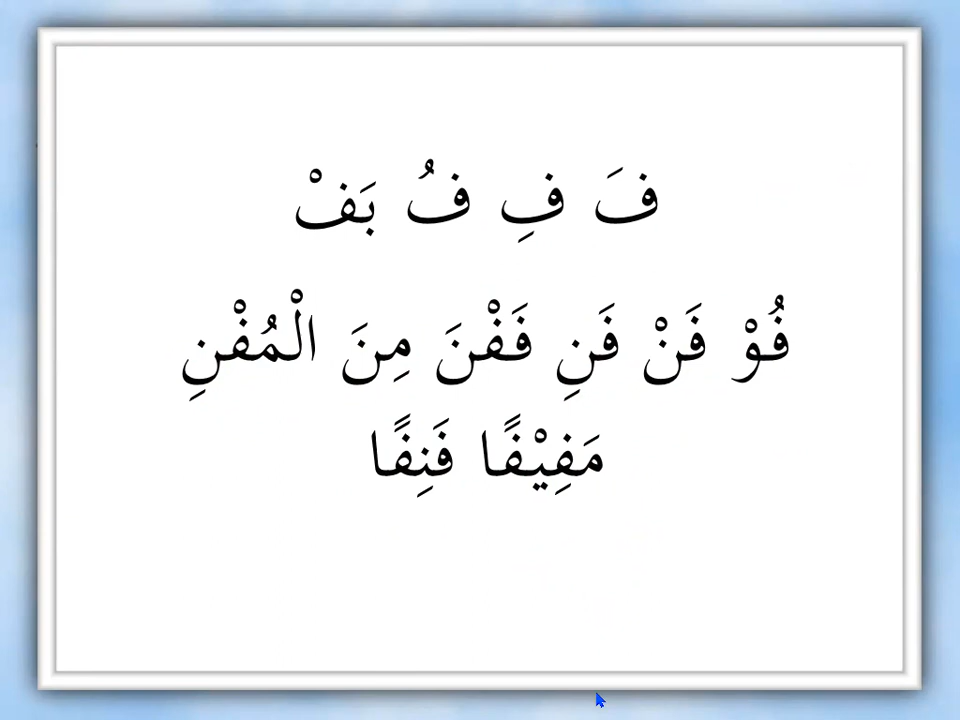 فَ فِ فُ بَفْ
فُوْ فَنْ فَنِ فَفْنَ مِنَ الْمُفْنِ
مَفِيْفًا فَنِفًا